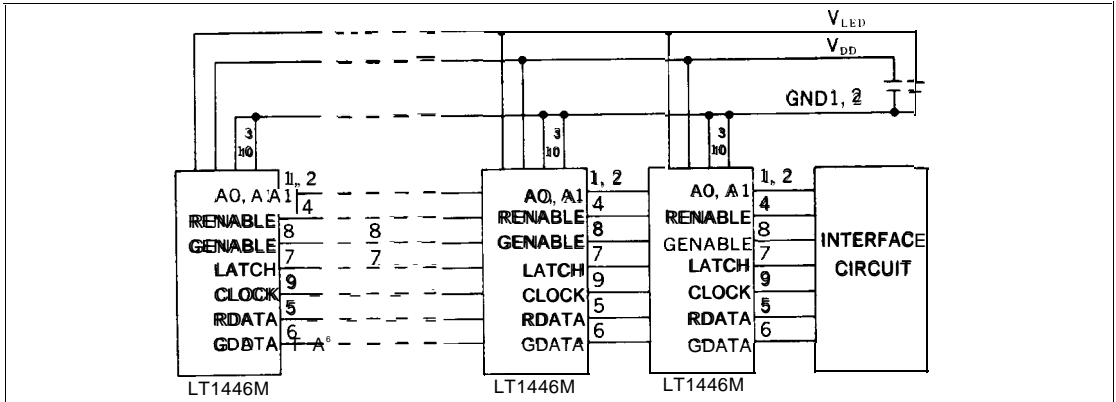 VLED
VDD
GND1, 2
3
10
3
10
3
10
A0, A1
1, 2
RENABLE
4
GENABLE
8
LATCH
7
CLOCK
9
RDATA
5
GDATA
6
LT1446M
8
7
A0, A1
1, 2
RENABLE
4
GENABLE
8
LATCH
7
CLOCK
9
RDATA
5
GDATA
6
LT1446M
A0, A1
1, 2
RENABLE
4
GENABLE
8
LATCH
7
CLOCK
9
RDATA
5
GDATA
6
LT1446M
INTERFACE
CIRCUIT